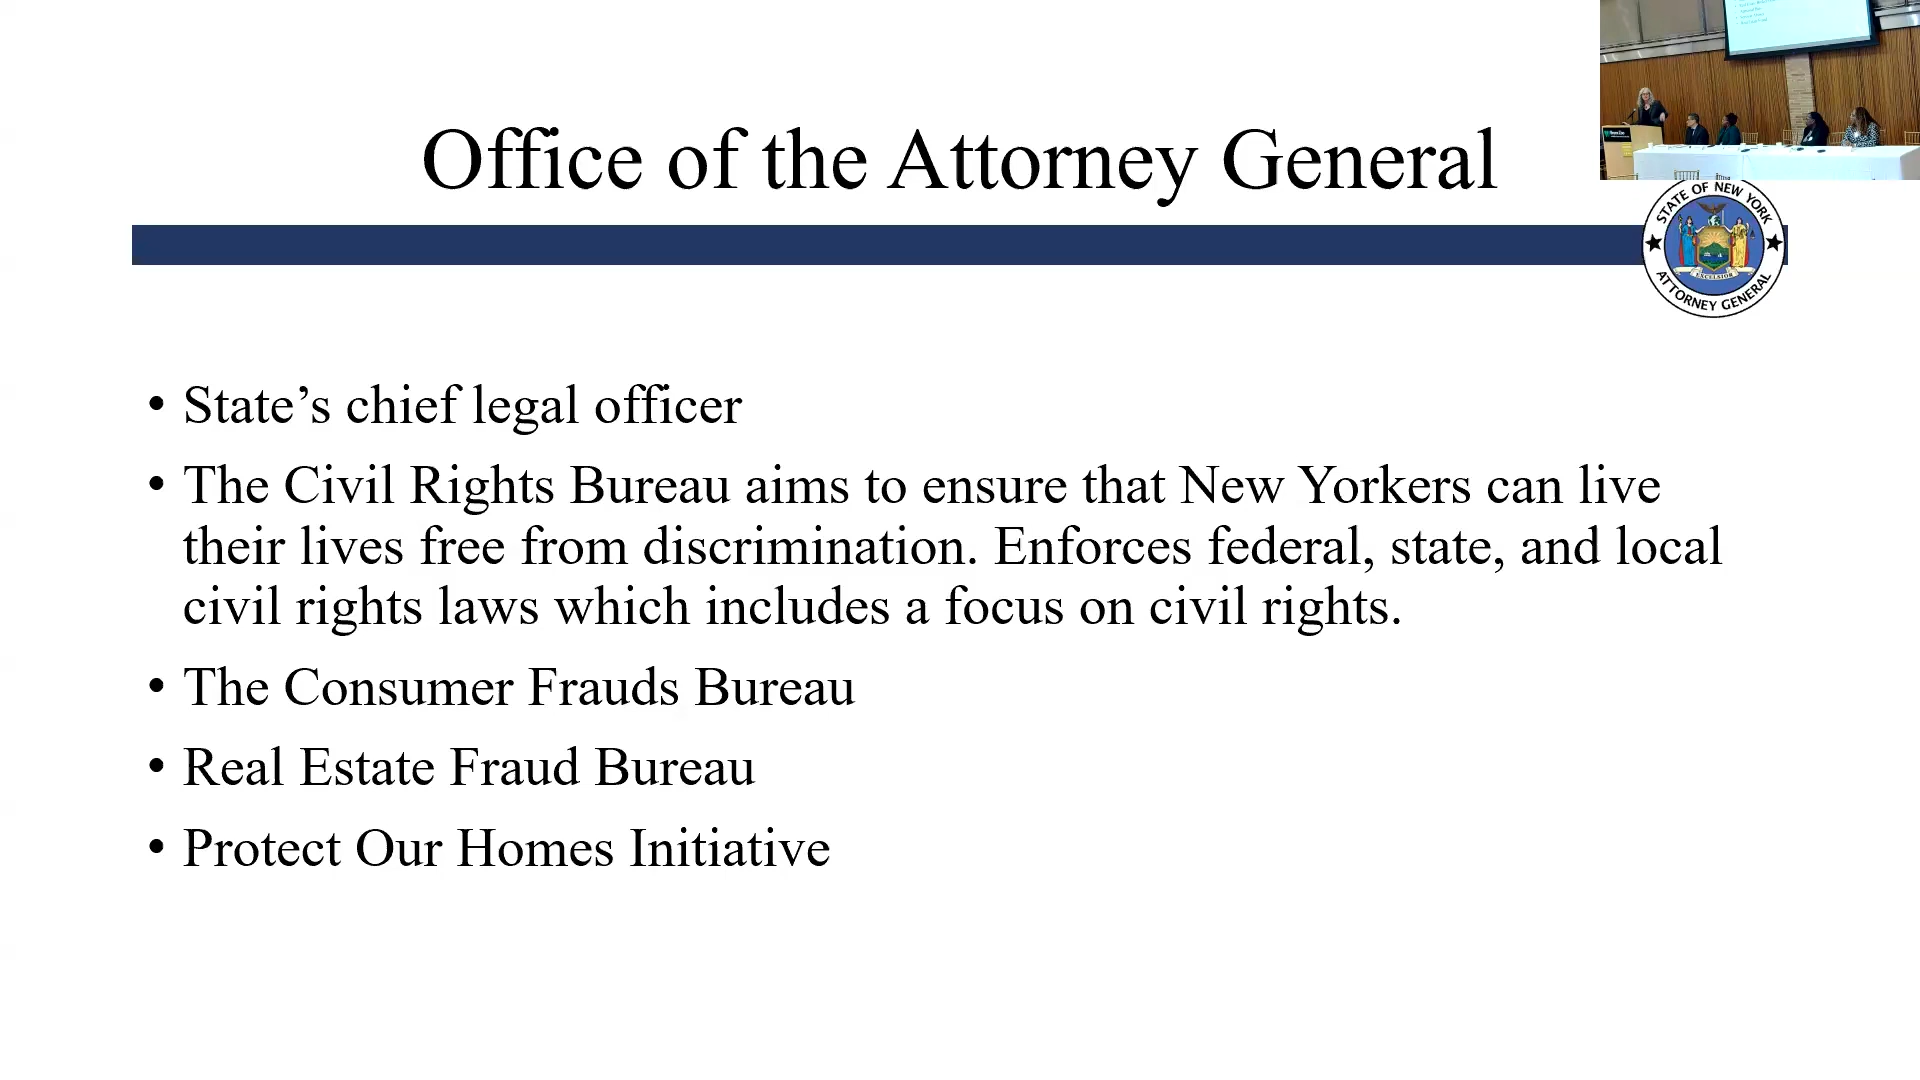 Office of the Attorney General
STATE OF NEW YORK
EXCELSIOR
ATTORNEY GENERAL
• State’s chief legal officer
• The Civil Rights Bureau aims to ensure that New Yorkers can live
their lives free from discrimination. Enforces federal, state, and local
civil rights laws which includes a focus on civil rights.
• The Consumer Frauds Bureau
• Real Estate Fraud Bureau
• Protect Our Homes Initiative